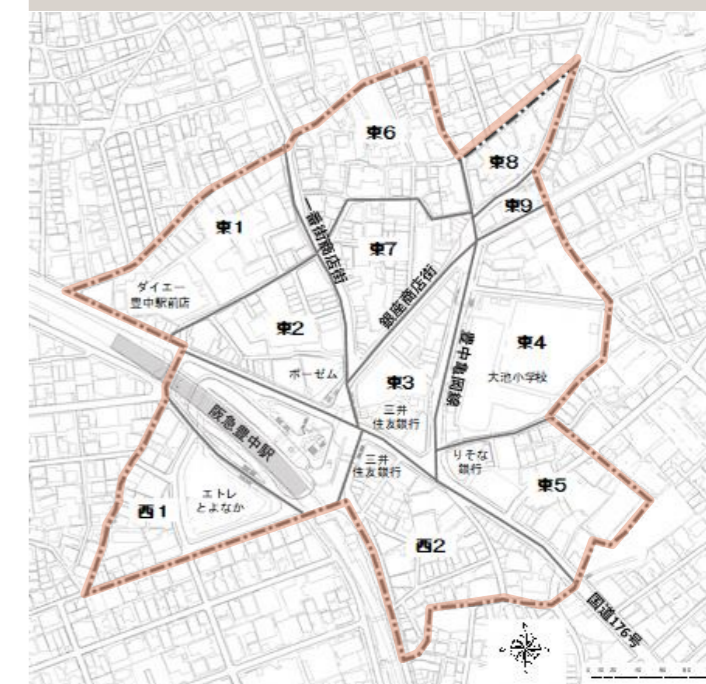 東6
東8
東9
東1
一番街商店街
東7
ダイエー
豊中駅前店
銀座商店街
東2
豊中亀岡線
東4
ボーゼム
東3
大池小学校
三井
住友銀行
阪急豊中駅
三井
住友銀行
りそな
銀行
東5
エトレ
とよなか
西1
西2
国道176号